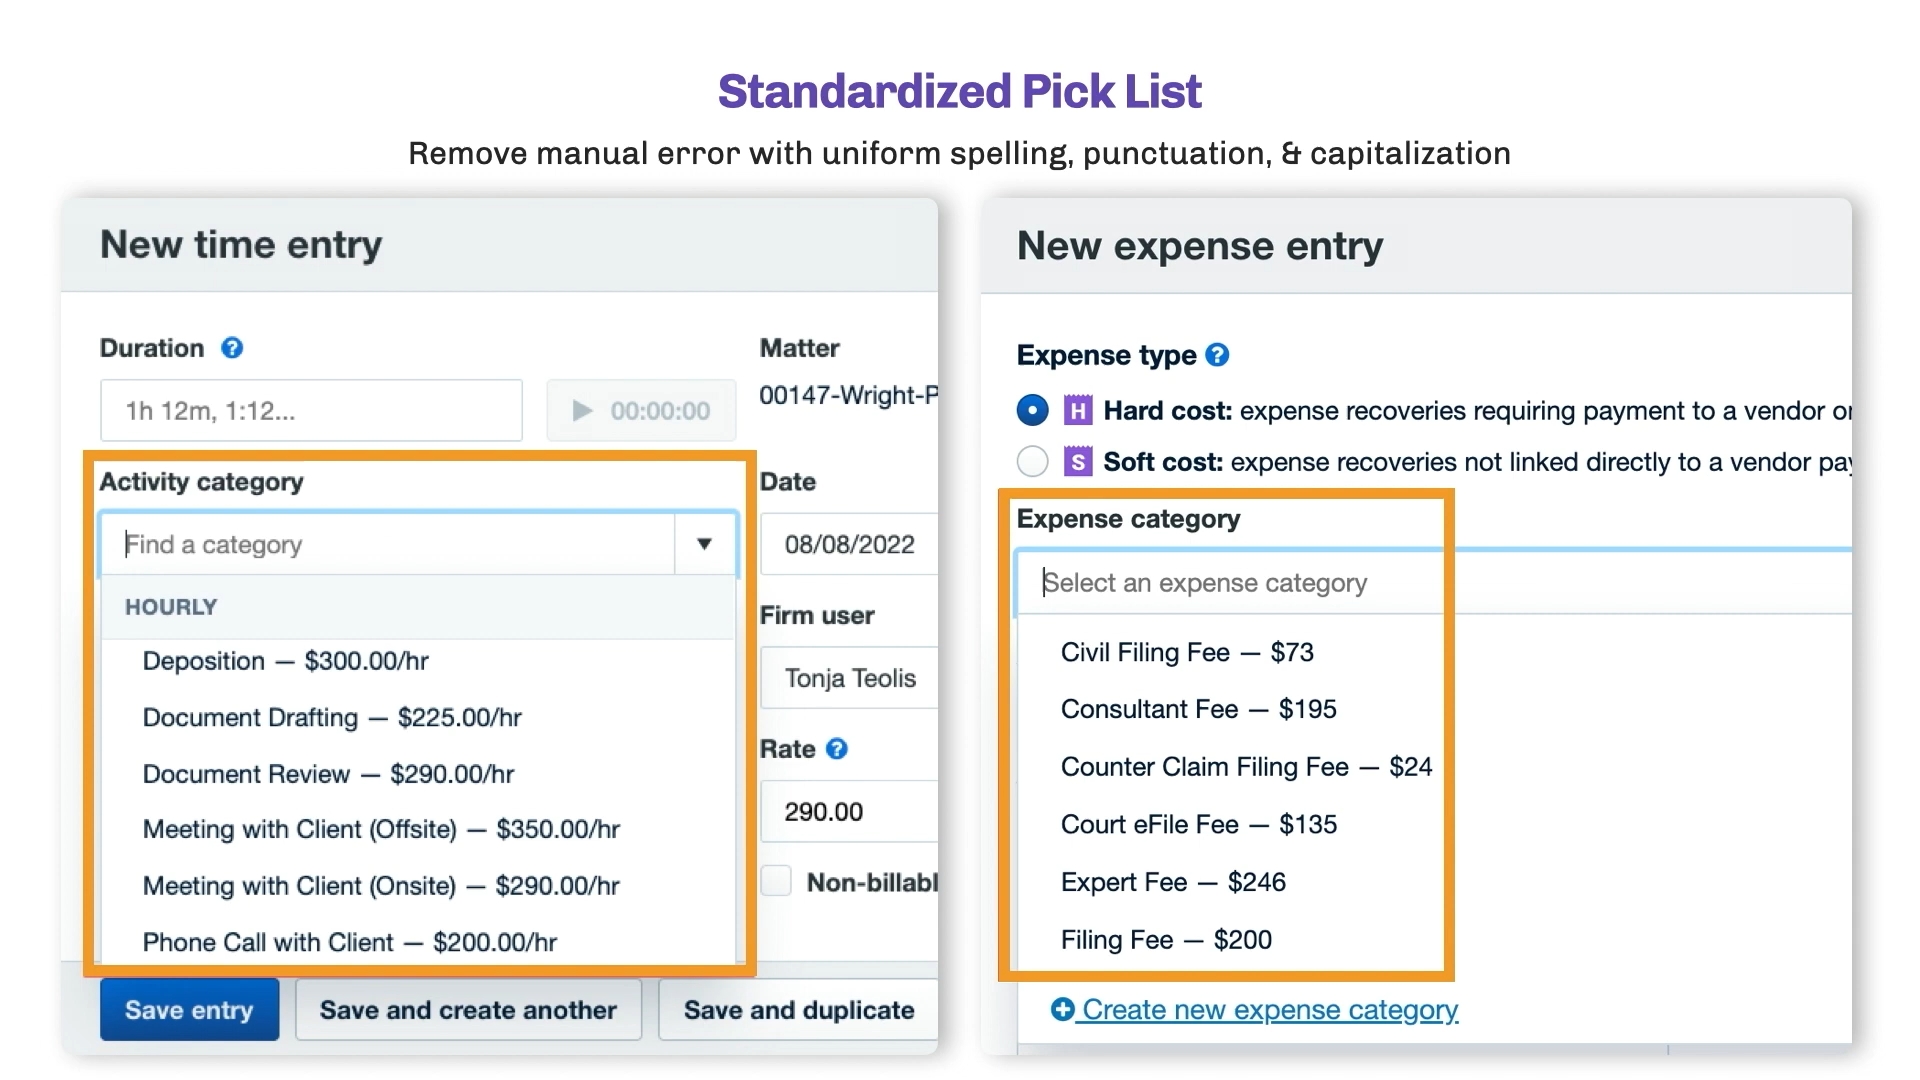 Standardized Pick List
Remove manual error with uniform spelling, punctuation, & capitalization
New time entry
Duration ?
1h 12m, 1:12...
00:00:00
Matter
00147-Wright-P
Activity category
Find a category
HOURLY
Deposition — $300.00/hr
Document Drafting — $225.00/hr
Document Review — $290.00/hr
Meeting with Client (Offsite) — $350.00/hr
Meeting with Client (Onsite) — $290.00/hr
Phone Call with Client — $200.00/hr
Date
08/08/2022
Firm user
Tonja Teolis
Rate ?
290.00
Non-billabl
Save entry
Save and create another
Save and duplicate
New expense entry
Expense type ?
H Hard cost: expense recoveries requiring payment to a vendor or
S Soft cost: expense recoveries not linked directly to a vendor pay
Expense category
Select an expense category
Civil Filing Fee — $73
Consultant Fee — $195
Counter Claim Filing Fee — $24
Court eFile Fee — $135
Expert Fee — $246
Filing Fee — $200
Create new expense category